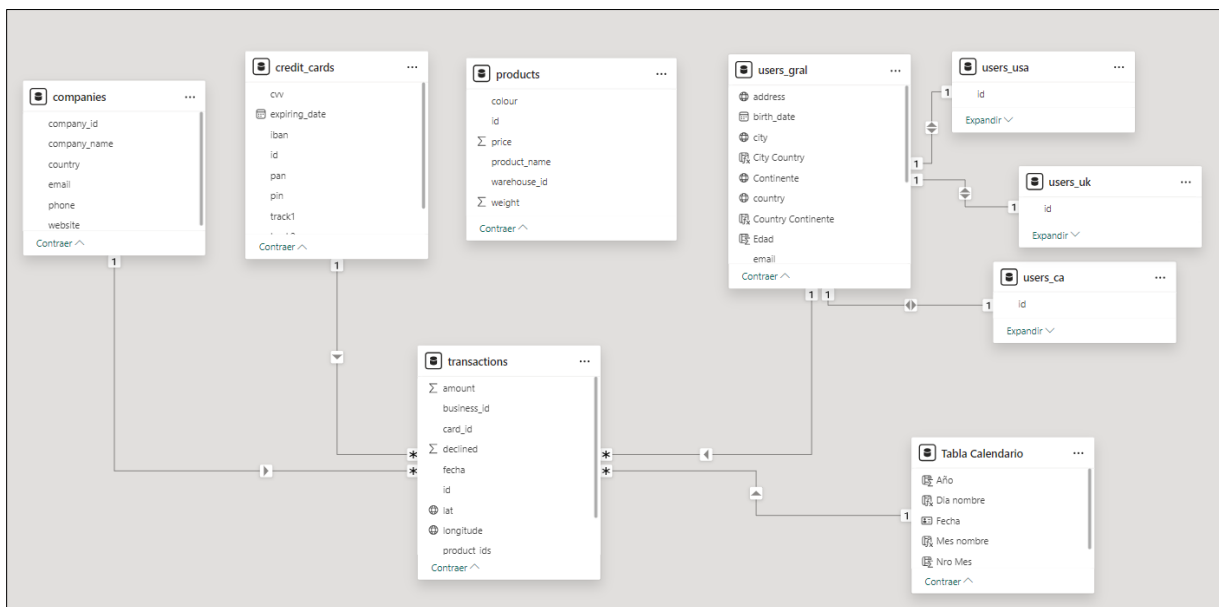 companies
company_id
company_name
country
email
phone
website
Contraer
1
credit_cards
cvv
expiring_date
iban
id
pan
pin
track1
Contraer
1
products
colour
id
Σ price
product_name
warehouse_id
Σ weight
Contraer
users_gral
address
birth_date
city
City Country
Continente
country
Country Continente
Edad
email
Contraer
1
1
1 1
users_usa
id
Expandir
1
users_uk
id
Expandir
1
users_ca
id
Expandir
1
transactions
Σ amount
business_id
card_id
Σ declined
fecha
id
lat
longitude
product_ids
Contraer
*
*
*
*
Tabla Calendario
Año
Dia nombre
Fecha
Mes nombre
Nro Mes
Contraer
1